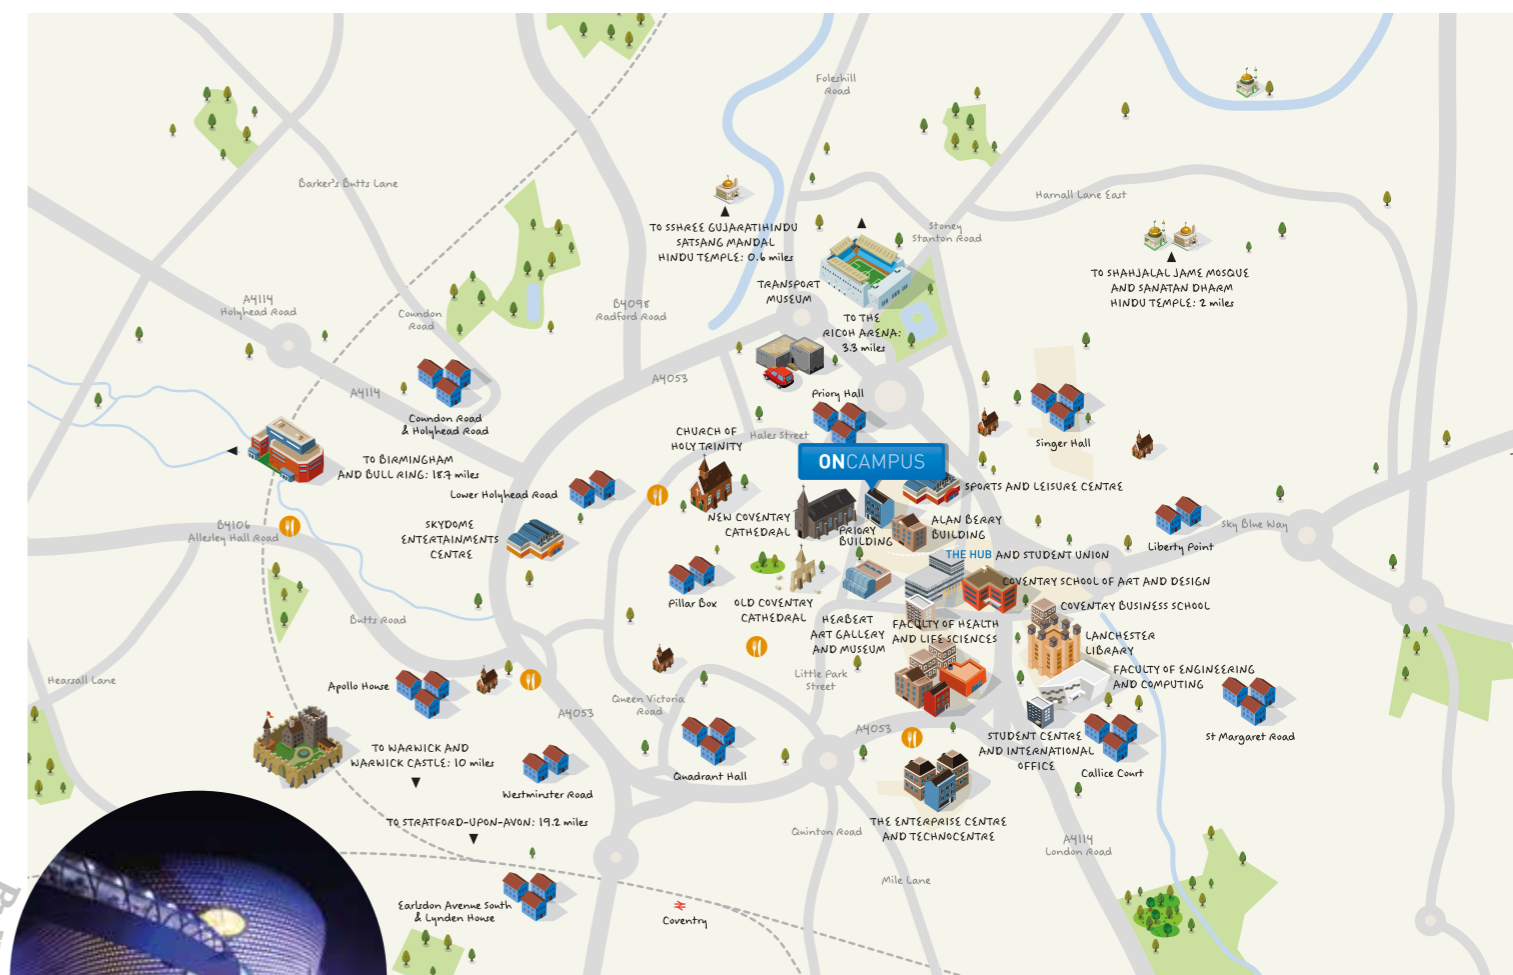 Foleshill
Road
Barker's Butts Lane
Harnall Lane East
TO SSHREE GUJARATIHINDU
SATSANG MANDAL
HINDU TEMPLE: 0.6 miles
Stoney
Stanton Road
TO SHAHJALAL JAME MOSQUE
AND SANATAN DHARM
HINDU TEMPLE: 2 miles
A4114
Holyhead Road
Coundon
Road
B4098
Radford Road
TRANSPORT
MUSEUM
TO THE
RICOH ARENA:
3.3 miles
A4053
A4114
Priory Hall
Coundon Road
& Holyhead Road
CHURCH OF
HOLY TRINITY
Hales Street
Singer Hall
ONCAMPUS
TO BIRMINGHAM
AND BULL RING: 18.7 miles
Lower Holyhead Road
SPORTS AND LEISURE CENTRE
NEW COVENTRY
CATHEDRAL
PRIORY
BUILDING
ALAN BERRY
BUILDING
Liberty Point
Sky Blue Way
B4106
Allesley Hall Road
SKYDOME
ENTERTAINMENTS
CENTRE
THE HUB AND STUDENT UNION
COVENTRY SCHOOL OF ART AND DESIGN
Pillar Box
OLD COVENTRY
CATHEDRAL
HERBERT
ART GALLERY
AND MUSEUM
COVENTRY BUSINESS SCHOOL
FACULTY OF HEALTH
AND LIFE SCIENCES
LANCHESTER
LIBRARY
Butts Road
FACULTY OF ENGINEERING
AND COMPUTING
Hearsall Lane
Apollo House
Little Park
Street
Queen Victoria
Road
A4053
A4053
STUDENT CENTRE
AND INTERNATIONAL
OFFICE
St Margaret Road
TO WARWICK AND
WARWICK CASTLE: 10 miles
Quadrant Hall
Callice Court
Westminster Road
TO STRATFORD-UPON-AVON: 19.2 miles
THE ENTERPRISE CENTRE
AND TECHNOCENTRE
Quinton Road
A4114
London Road
Mile Lane
Earlsdon Avenue South
& Lynden House
Coventry